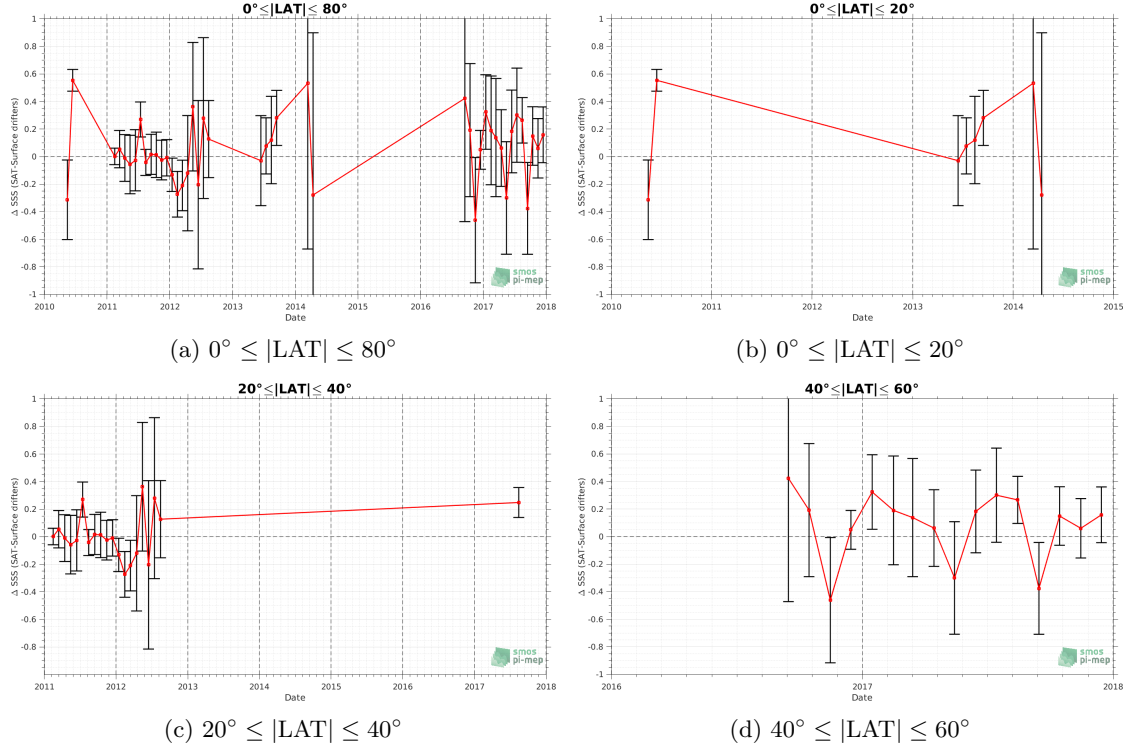 0°≤|LAT|≤ 80°
Δ SSS (SAT-Surface drifters)
1
0.8
0.6
0.4
0.2
0
-0.2
-0.4
-0.6
-0.8
-1
2010 2011 2012 2013 2014 2015 2016 2017 2018
Date
smos
pi-mep
(a) 0° ≤ |LAT| ≤ 80°
0°≤|LAT|≤ 20°
Δ SSS (SAT-Surface drifters)
1
0.8
0.6
0.4
0.2
0
-0.2
-0.4
-0.6
-0.8
-1
2010 2011 2012 2013 2014 2015
Date
smos
pi-mep
(b) 0° ≤ |LAT| ≤ 20°
20°≤|LAT|≤ 40°
Δ SSS (SAT-Surface drifters)
1
0.8
0.6
0.4
0.2
0
-0.2
-0.4
-0.6
-0.8
-1
2011 2012 2013 2014 2015 2016 2017 2018
Date
smos
pi-mep
(c) 20° ≤ |LAT| ≤ 40°
40°≤|LAT|≤ 60°
Δ SSS (SAT-Surface drifters)
1
0.8
0.6
0.4
0.2
0
-0.2
-0.4
-0.6
-0.8
-1
2016 2017 2018
Date
smos
pi-mep
(d) 40° ≤ |LAT| ≤ 60°